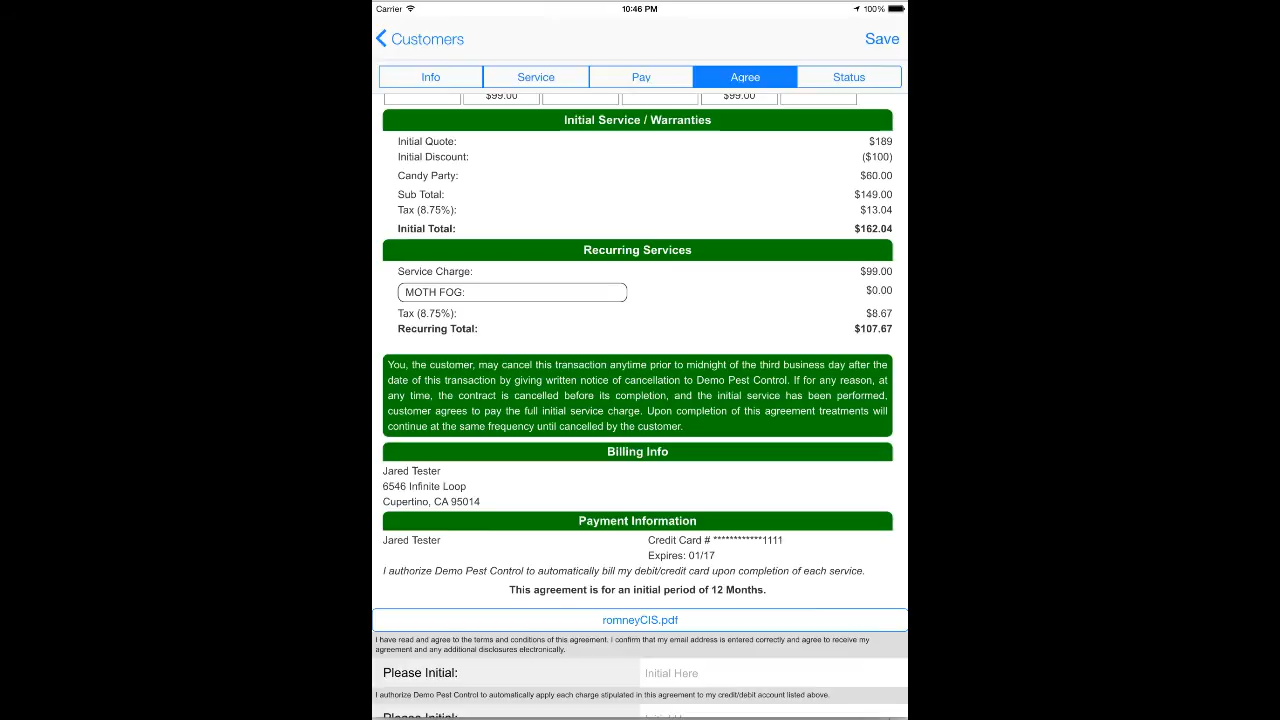 Carrier 10:46 PM 100%
Customers Save
Info Service Pay Agree Status
$99.00 $99.00
Initial Service / Warranties
Initial Quote: $189
Initial Discount: ($100)
Candy Party: $60.00
Sub Total: $149.00
Tax (8.75%): $13.04
Initial Total: $162.04
Recurring Services
Service Charge: $99.00
MOTH FOG: $0.00
Tax (8.75%): $8.67
Recurring Total: $107.67
You, the customer, may cancel this transaction anytime prior to midnight of the third business day after the
date of this transaction by giving written notice of cancellation to Demo Pest Control. If for any reason, at
any time, the contract is cancelled before its completion, and the initial service has been performed,
customer agrees to pay the full initial service charge. Upon completion of this agreement treatments will
continue at the same frequency until cancelled by the customer.
Billing Info
Jared Tester
6546 Infinite Loop
Cupertino, CA 95014
Payment Information
Jared Tester Credit Card # ************1111
Expires: 01/17
I authorize Demo Pest Control to automatically bill my debit/credit card upon completion of each service.
This agreement is for an initial period of 12 Months.
romneyCIS.pdf
I have read and agree to the terms and conditions of this agreement. I confirm that my email address is entered correctly and agree to receive my
agreement and any additional disclosures electronically.
Please Initial: Initial Here
I authorize Demo Pest Control to automatically apply each charge stipulated in this agreement to my credit/debit account listed above.
Please Initial: